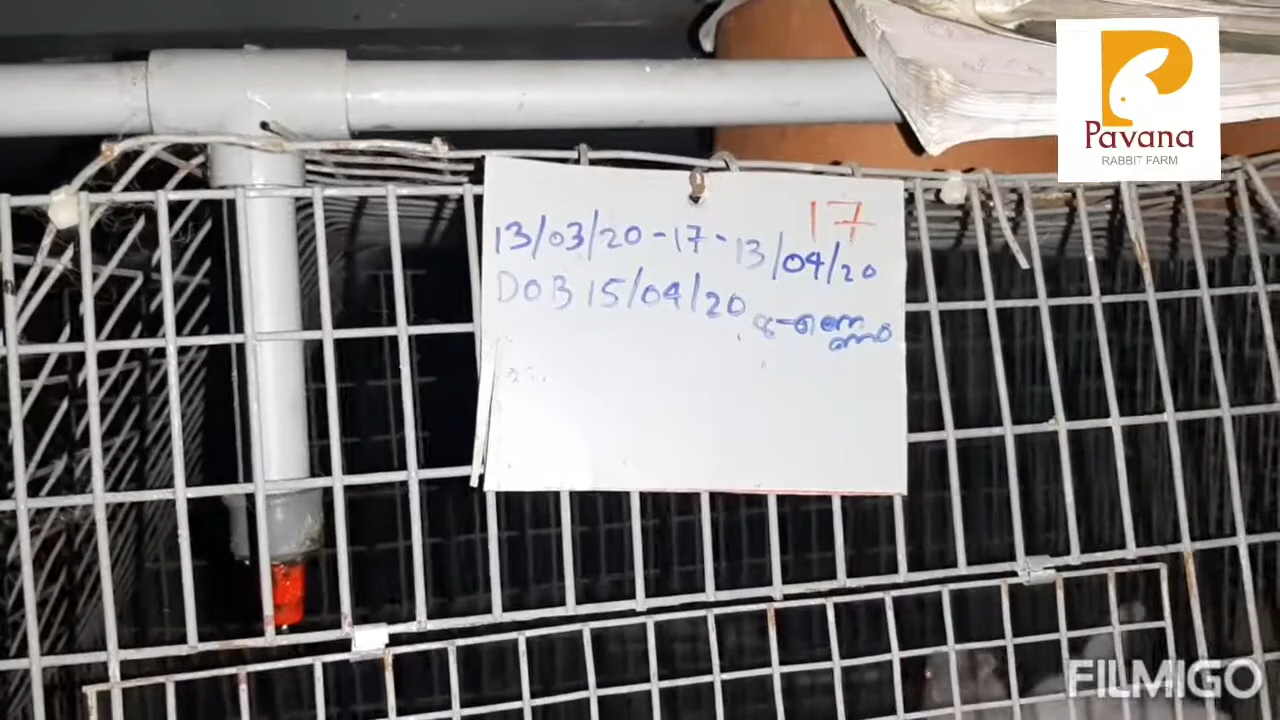 Pavana
RABBIT FARM
17
13/03/20 - 17 - 13/04/20
DOB 15/04/20
FILMIGO